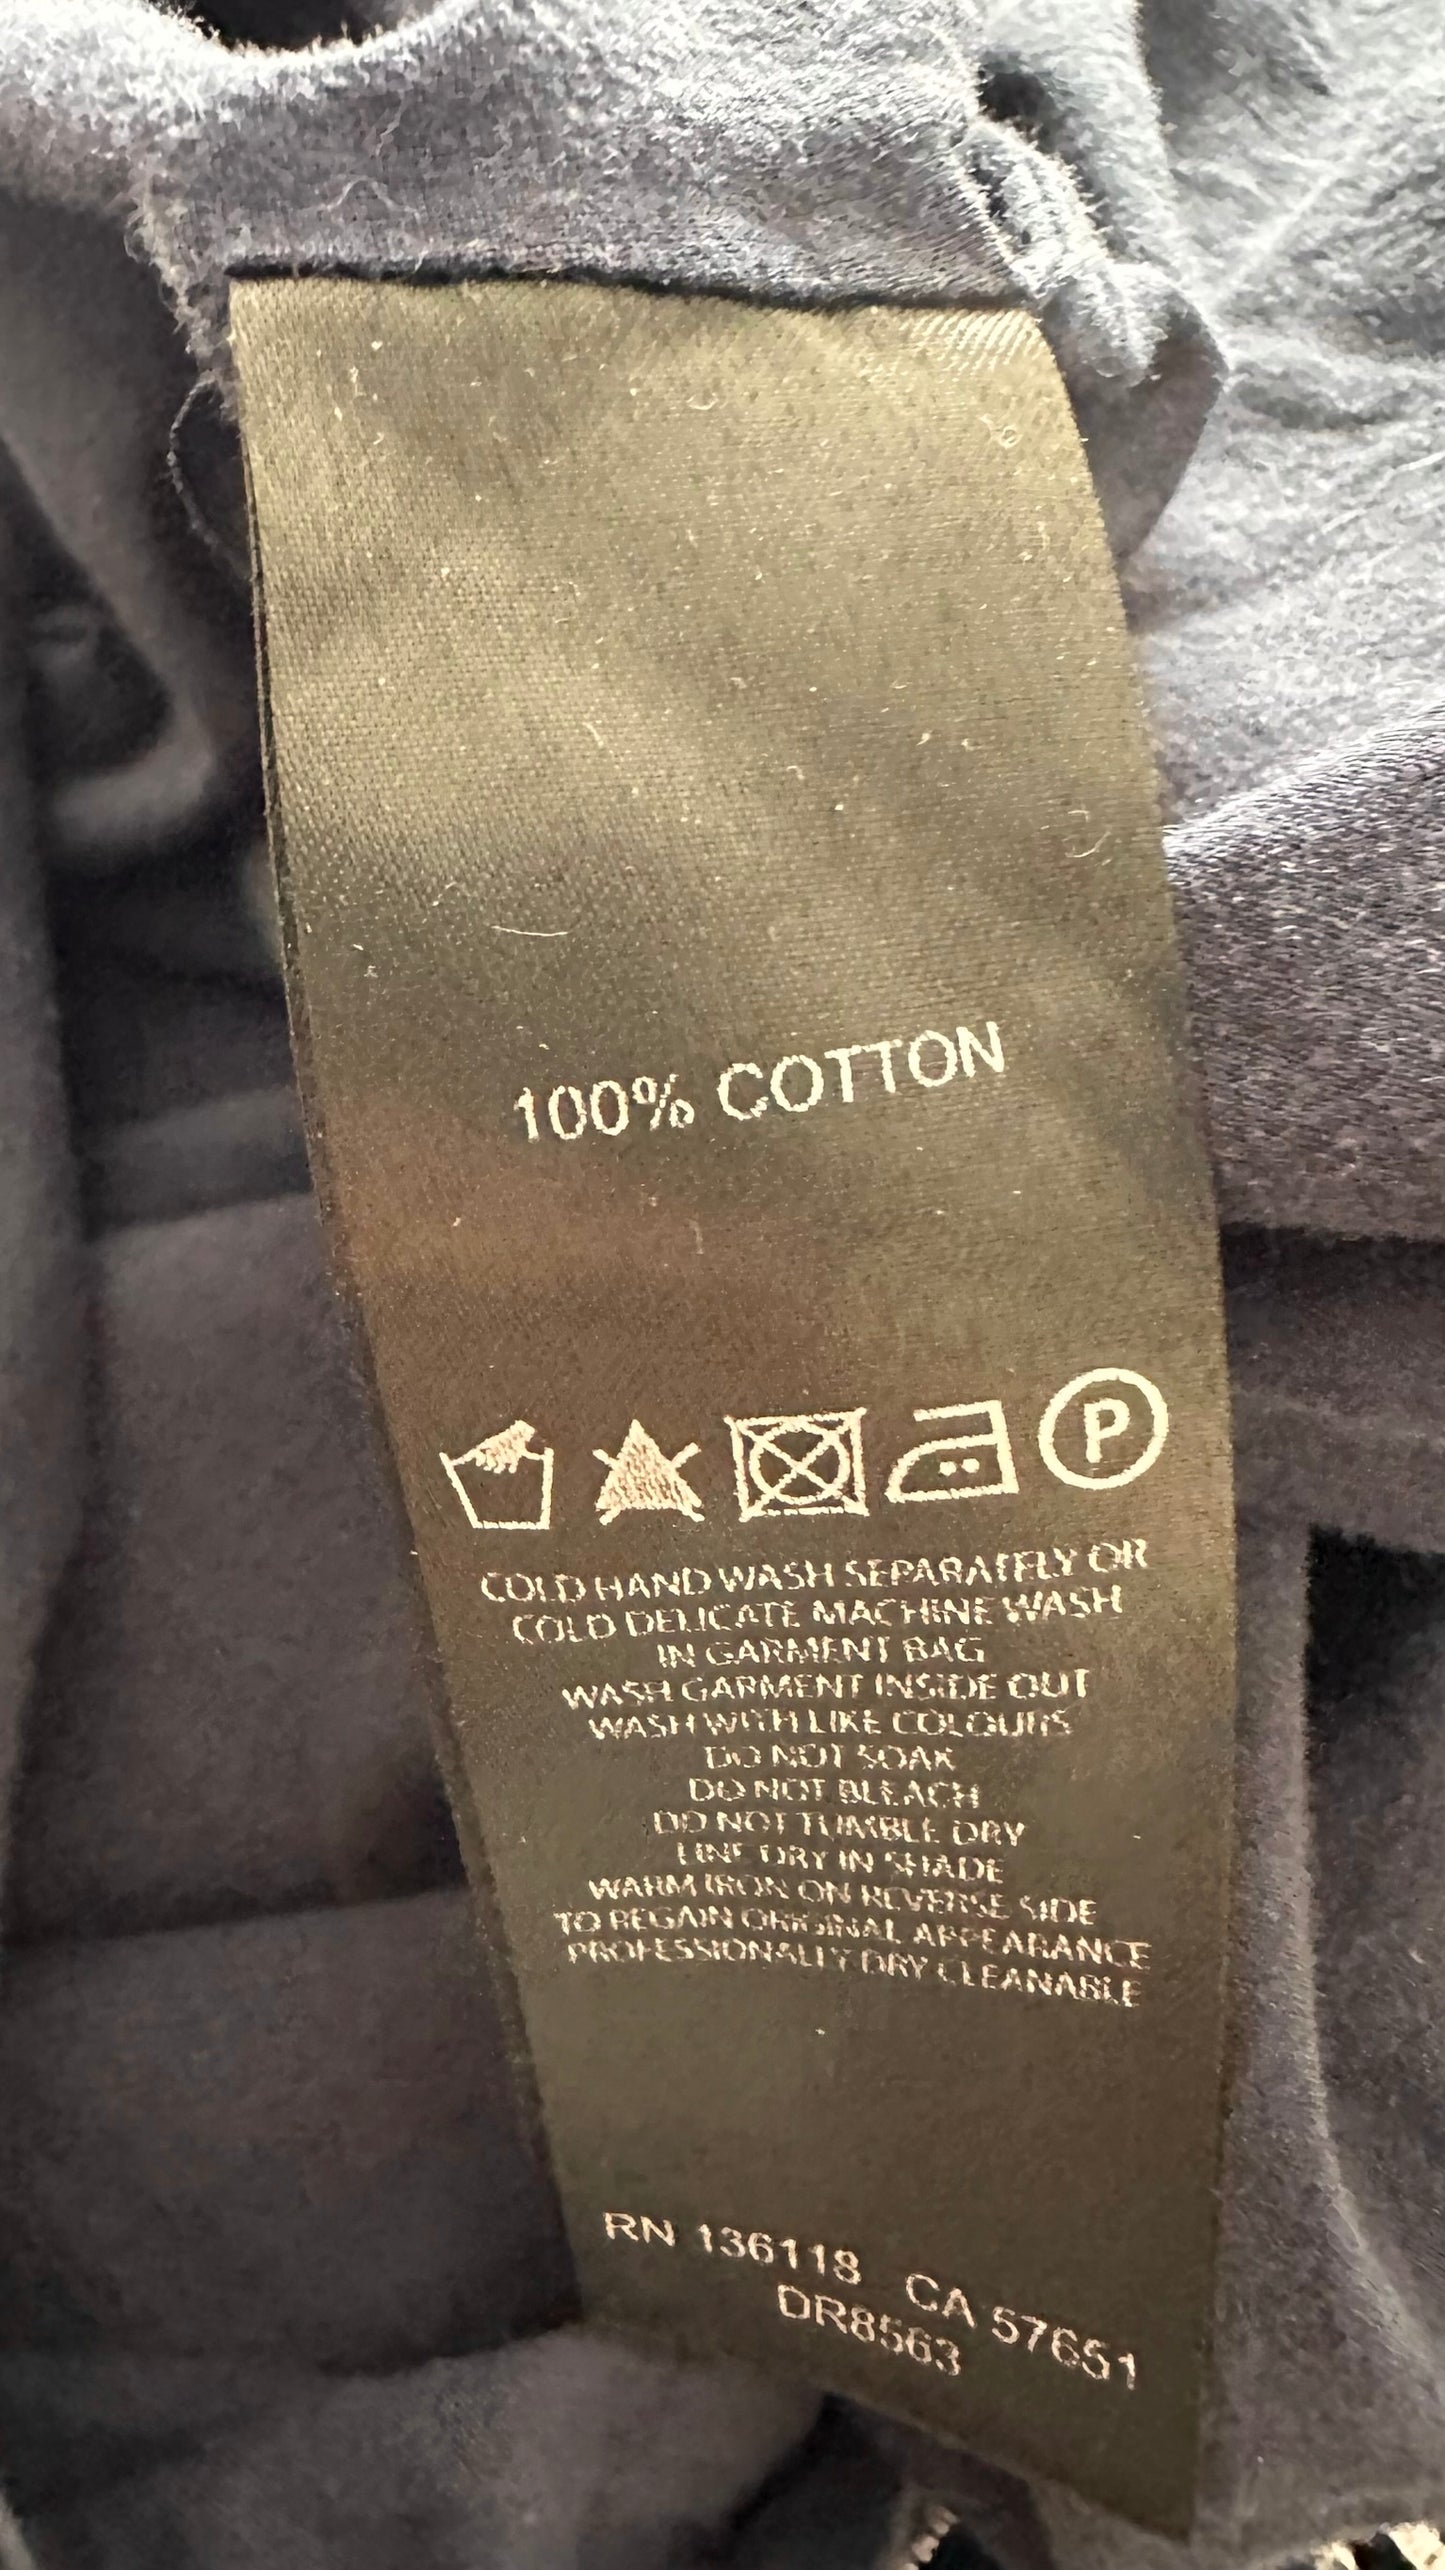 100% COTTON
P
COLD HAND WASH SEPARATELY OR
COLD DELICATE MACHINE WASH
IN GARMENT BAG
WASH GARMENT INSIDE OUT
WASH WITH LIKE COLOURS
DO NOT SOAK
DO NOT BLEACH
DO NOT TUMBLE DRY
LINE DRY IN SHADE
WARM IRON ON REVERSE SIDE
TO REGAIN ORIGINAL APPEARANCE
PROFESSIONALLY DRY CLEANABLE
RN 136118 CA 57651
DR8563